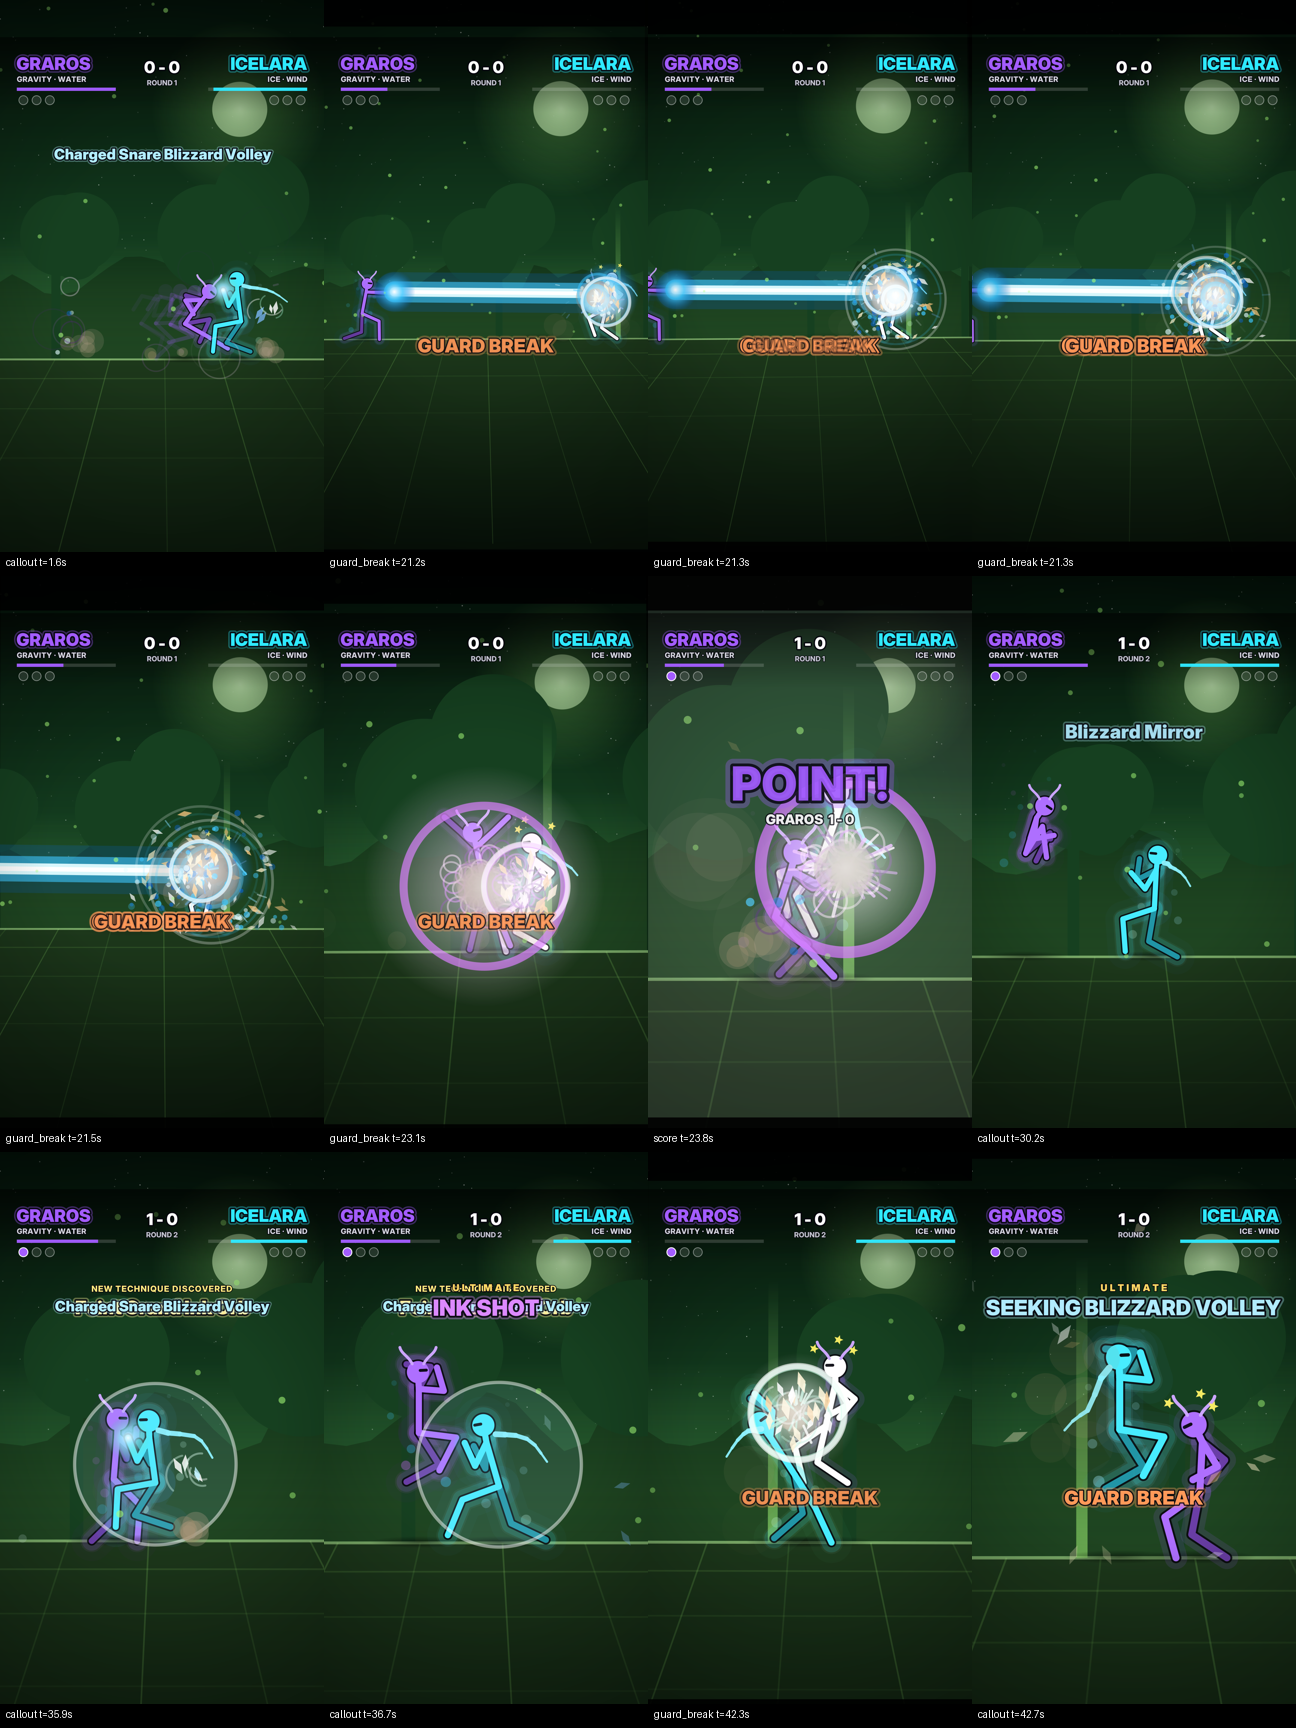 GRAROS
0-0
ICELARA
GRAVITY · WATER
ROUND 1
ICE · WIND
Charged Snare Blizzard Volley
callout t=1.6s
GRAROS
0-0
ICELARA
GRAVITY · WATER
ROUND 1
ICE · WIND
GUARD BREAK
guard_break t=21.2s
GRAROS
0-0
ICELARA
GRAVITY · WATER
ROUND 1
ICE · WIND
GUARD BREAK
guard_break t=21.3s
GRAROS
0-0
ICELARA
GRAVITY · WATER
ROUND 1
ICE · WIND
GUARD BREAK
guard_break t=21.3s
GRAROS
0-0
ICELARA
GRAVITY · WATER
ROUND 1
ICE · WIND
GUARD BREAK
guard_break t=21.5s
GRAROS
0-0
ICELARA
GRAVITY · WATER
ROUND 1
ICE · WIND
GUARD BREAK
guard_break t=23.1s
GRAROS
1-0
ICELARA
GRAVITY · WATER
ROUND 1
ICE · WIND
POINT!
GRAROS 1-0
score t=23.8s
GRAROS
1-0
ICELARA
GRAVITY · WATER
ROUND 2
ICE · WIND
Blizzard Mirror
callout t=30.2s
GRAROS
1-0
ICELARA
GRAVITY · WATER
ROUND 2
ICE · WIND
NEW TECHNIQUE DISCOVERED
Charged Snare Blizzard Volley
callout t=35.9s
GRAROS
1-0
ICELARA
GRAVITY · WATER
ROUND 2
ICE · WIND
ULTIMATE
INK SHOT
callout t=36.7s
GRAROS
1-0
ICELARA
GRAVITY · WATER
ROUND 2
ICE · WIND
GUARD BREAK
guard_break t=42.3s
GRAROS
1-0
ICELARA
GRAVITY · WATER
ROUND 2
ICE · WIND
ULTIMATE
SEEKING BLIZZARD VOLLEY
GUARD BREAK
callout t=42.7s